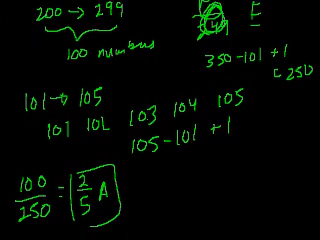 200 → 299
100 numbers
E
350-101 +1
= 250
101 → 105
101 102 103 104 105
105-101 +1
100/250 = 2/5 A